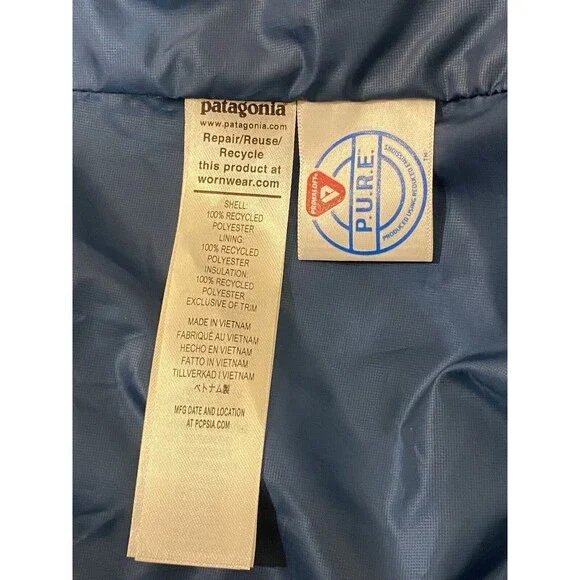 patagonia
www.patagonia.com
Repair/Reuse/
Recycle
this product at
wornwear.com
SHELL:
100% RECYCLED
POLYESTER
LINING:
100% RECYCLED
POLYESTER
INSULATION:
100% RECYCLED
POLYESTER
EXCLUSIVE OF TRIM
MADE IN VIETNAM
FABRIQUÉ AU VIETNAM
HECHO EN VIETNAM
FATTO IN VIETNAM
TILLVERKAD I VIETNAM
ベトナム製
MFG DATE AND LOCATION
AT PCPSIA.COM
PRIMALOFT
P.U.R.E.
PRODUCED USING REDUCED EMISSIONS
TM